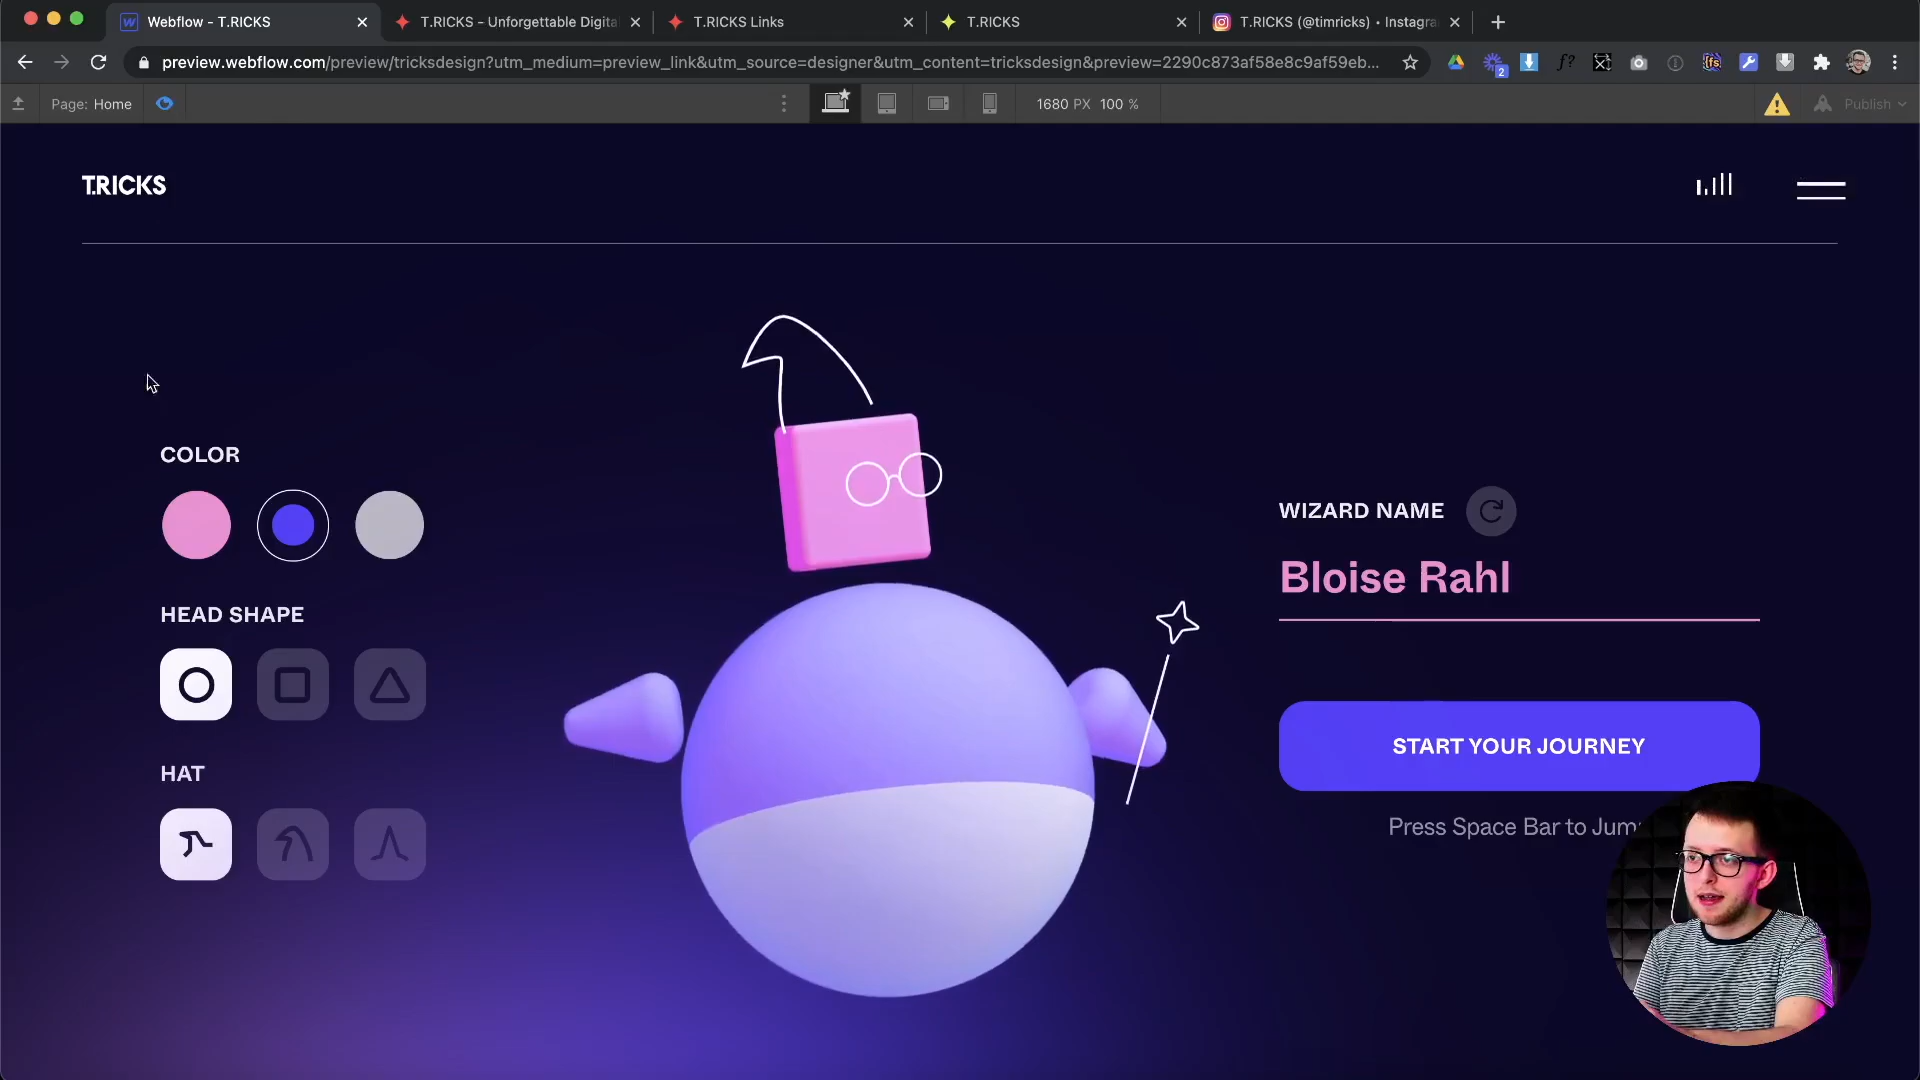 Webflow - T.RICKS
T.RICKS – Unforgettable Digita
T.RICKS Links
T.RICKS
T.RICKS (@timricks) • Instagra
preview.webflow.com/preview/tricksdesign?utm_medium=preview_link&utm_source=designer&utm_content=tricksdesign&preview=2290c873af58e8c9af59eb...
f?
2
{fs
Page: Home
1680 PX 100 %
Publish
T.RICKS
COLOR
HEAD SHAPE
HAT
WIZARD NAME
Bloise Rahl
START YOUR JOURNEY
Press Space Bar to Jum